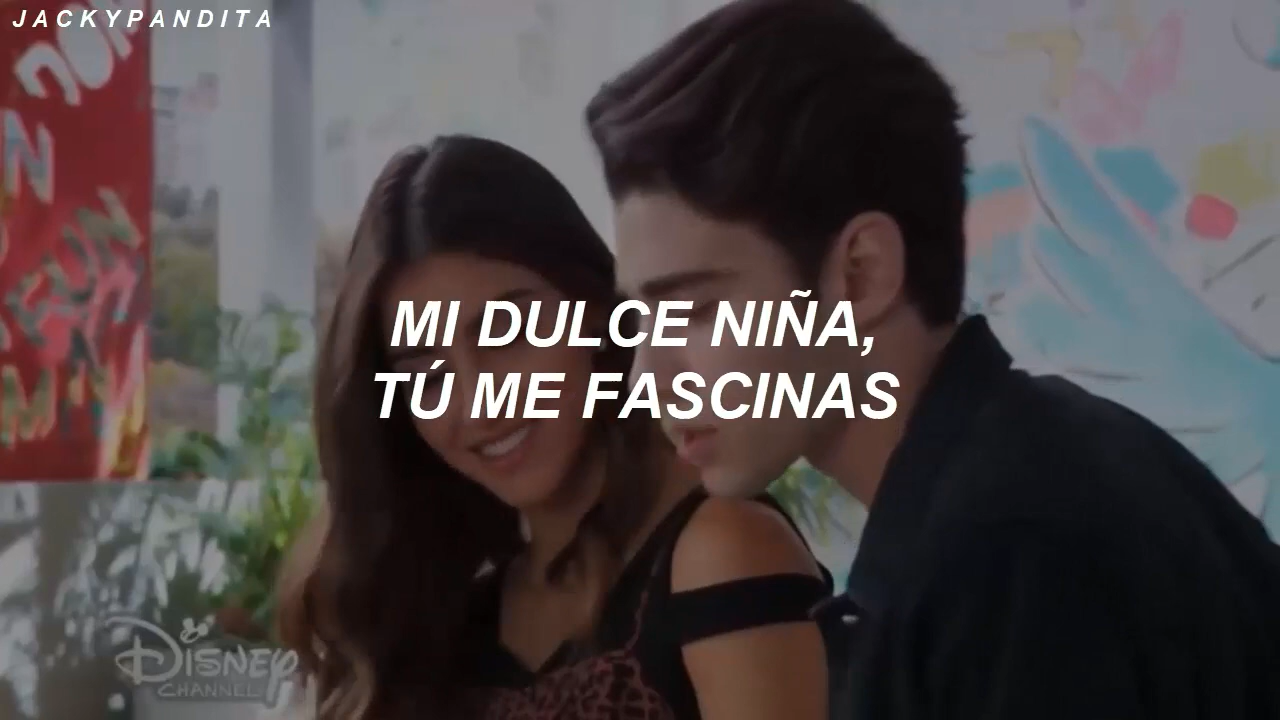 JACKYPANDITA
MI DULCE NIÑA,
TÚ ME FASCINAS
DISNEY
CHANNEL